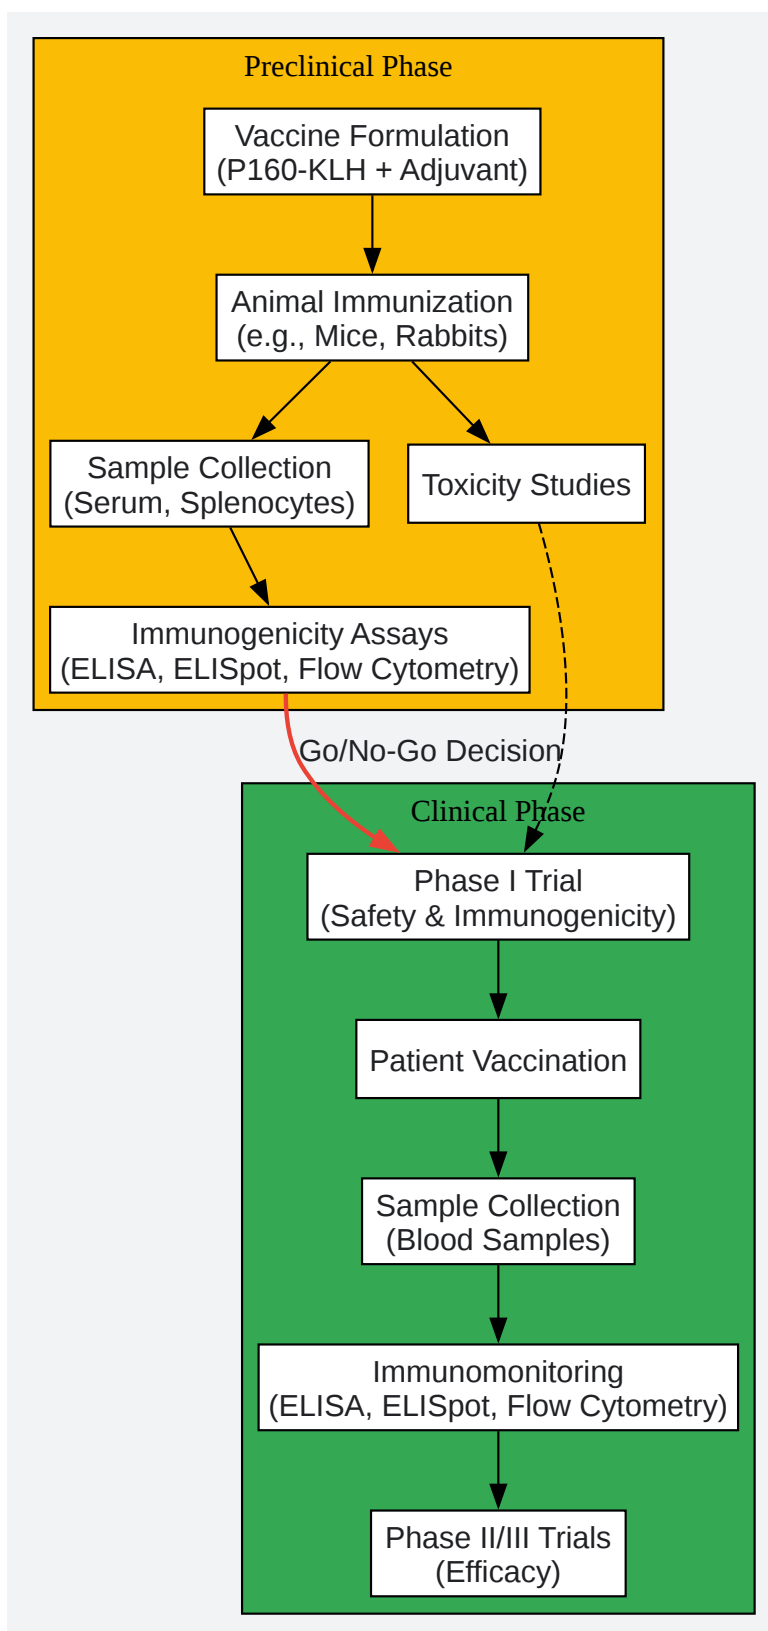 Preclinical Phase
Vaccine Formulation
(P160-KLH + Adjuvant)
Animal Immunization
(e.g., Mice, Rabbits)
Sample Collection
(Serum, Splenocytes)
Toxicity Studies
Immunogenicity Assays
(ELISA, ELISpot, Flow Cytometry)
Go/No-Go Decision
Clinical Phase
Phase I Trial
(Safety & Immunogenicity)
Patient Vaccination
Sample Collection
(Blood Samples)
Immunomonitoring
(ELISA, ELISpot, Flow Cytometry)
Phase II/III Trials
(Efficacy)